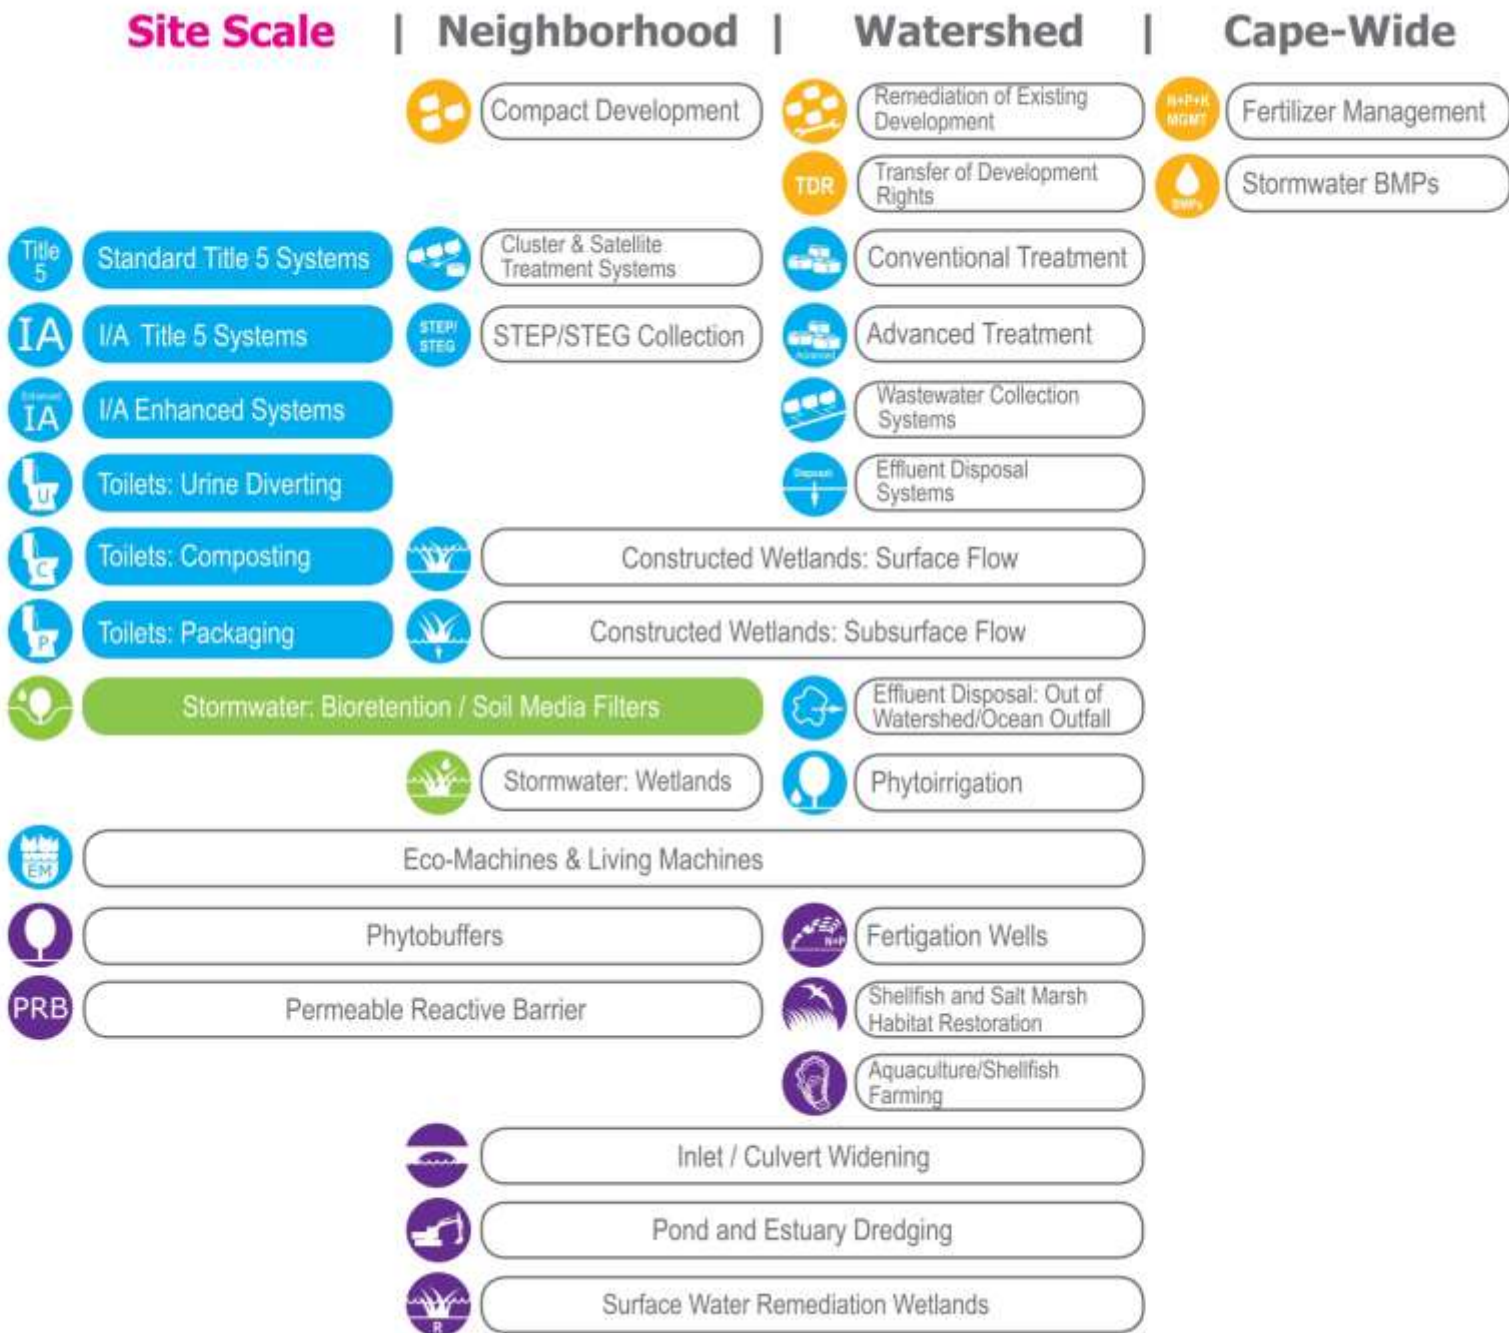 Site Scale | Neighborhood | Watershed | Cape-Wide
Compact Development
Remediation of Existing
Development
N+P+K
MGMT
Fertilizer Management
TDR
Transfer of Development
Rights
BMPs
Stormwater BMPs
Title
5
Standard Title 5 Systems
Cluster & Satellite
Treatment Systems
Conventional Treatment
IA
I/A Title 5 Systems
STEP/
STEG
STEP/STEG Collection
Advanced
Advanced Treatment
Enhanced
IA
I/A Enhanced Systems
Wastewater Collection
Systems
U
Toilets: Urine Diverting
Disposal
Effluent Disposal
Systems
C
Toilets: Composting
Constructed Wetlands: Surface Flow
P
Toilets: Packaging
Constructed Wetlands: Subsurface Flow
Stormwater: Bioretention / Soil Media Filters
Effluent Disposal: Out of
Watershed/Ocean Outfall
Stormwater: Wetlands
Phytoirrigation
EM
Eco-Machines & Living Machines
Phytobuffers
N+P
Fertigation Wells
PRB
Permeable Reactive Barrier
Shellfish and Salt Marsh
Habitat Restoration
Aquaculture/Shellfish
Farming
Inlet / Culvert Widening
Pond and Estuary Dredging
R
Surface Water Remediation Wetlands